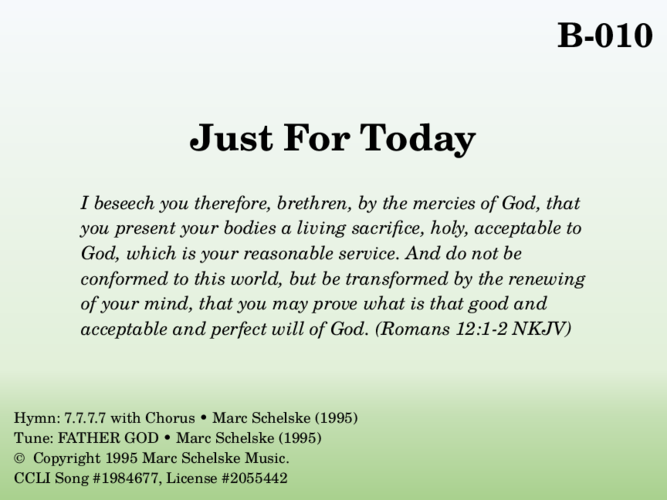 B-010
Just For Today
I beseech you therefore, brethren, by the mercies of God, that
you present your bodies a living sacrifice, holy, acceptable to
God, which is your reasonable service. And do not be
conformed to this world, but be transformed by the renewing
of your mind, that you may prove what is that good and
acceptable and perfect will of God. (Romans 12:1-2 NKJV)
Hymn: 7.7.7.7 with Chorus • Marc Schelske (1995)
Tune: FATHER GOD • Marc Schelske (1995)
© Copyright 1995 Marc Schelske Music.
CCLI Song #1984677, License #2055442